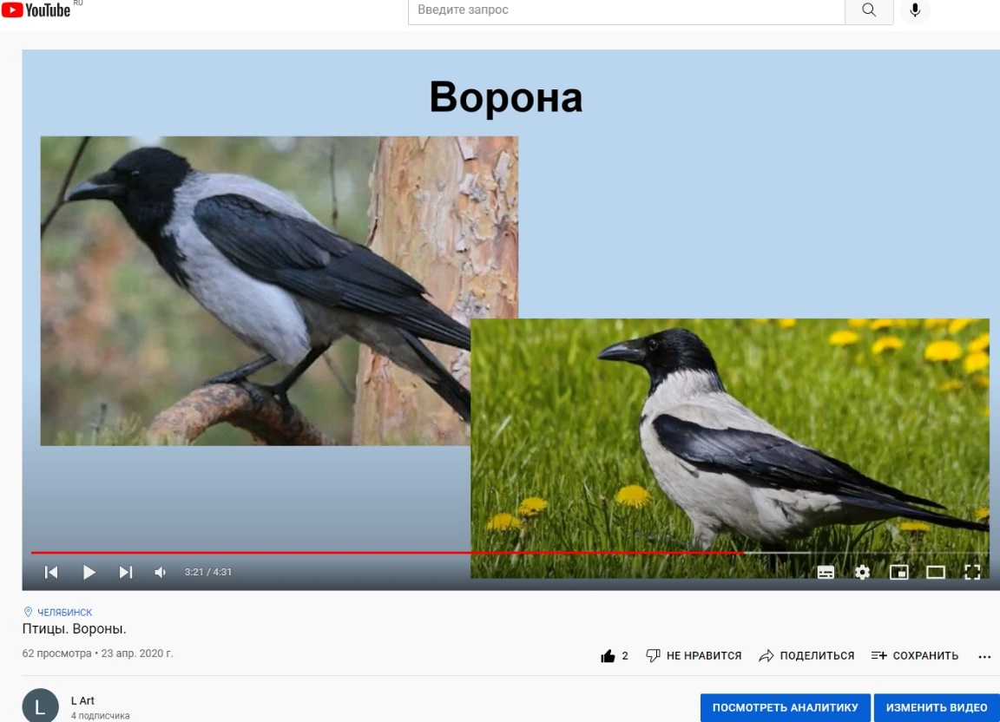 YouTube RU
Введите запрос
Ворона
3:21 / 4:31
ЧЕЛЯБИНСК
Птицы. Вороны.
62 просмотра • 23 апр. 2020 г.
2 НЕ НРАВИТСЯ ПОДЕЛИТЬСЯ СОХРАНИТЬ
L
L Art
4 подписчика
ПОСМОТРЕТЬ АНАЛИТИКУ ИЗМЕНИТЬ ВИДЕО